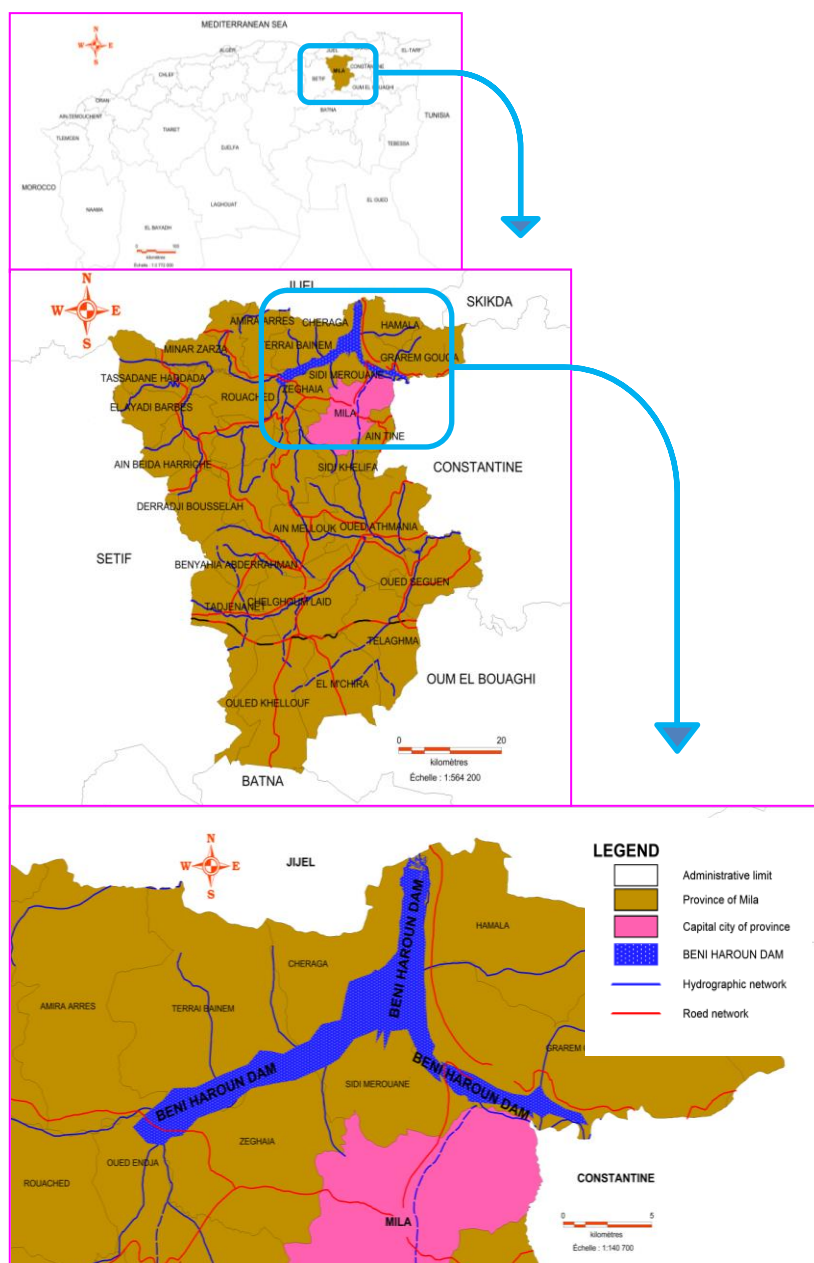 MEDITERRANEAN SEA
N
W
E
S
ALGER
JIJEL
EL-TARF
CHLEF
SETIF
MILA
CONSTANTINE
OUM EL BOUAGHI
ORAN
BATNA
AIN TEMOUCHENT
TUNISIA
TLEMCEN
TIARET
DJELFA
TEBESSA
MOROCCO
NAAMA
LAGHOUAT
EL OUED
EL BAYADH
0 100
kilomètres
N
W
E
S
JIJEL
SKIKDA
AMIRA ARRES
CHERAGA
HAMALA
TERRAI BAINEM
MINAR ZARZA
GRAREM GOUGA
SIDI MEROUANE
TASSADANE HADDADA
ZEGHAIA
ROUACHED
EL AYADI BARBES
MILA
AIN TINE
AIN BEIDA HARRICHE
SIDI KHELIFA
CONSTANTINE
DERRADJI BOUSSELAH
AIN MELLOUK
OUED ATHMANIA
SETIF
BENYAHIA ABDERRAHMAN
OUED SEGUEN
CHELGHOUM LAID
TADJENANET
TELAGHMA
EL M'CHIRA
OUM EL BOUAGHI
OULED KHELLOUF
0 20
kilomètres
Échelle : 1:564 200
BATNA
N
W
E
S
JIJEL
LEGEND
Administrative limit
Province of Mila
Capital city of province
BENI HAROUN DAM
Hydrographic network
Roed network
BENI HAROUN DAM
HAMALA
CHERAGA
AMIRA ARRES
TERRAI BAINEM
GRAREM
BENI HAROUN DAM
BENI HAROUN DAM
SIDI MEROUANE
ZEGHAIA
OUED ENDJA
ROUACHED
CONSTANTINE
MILA
0 5
kilomètres
Échelle : 1:140 700